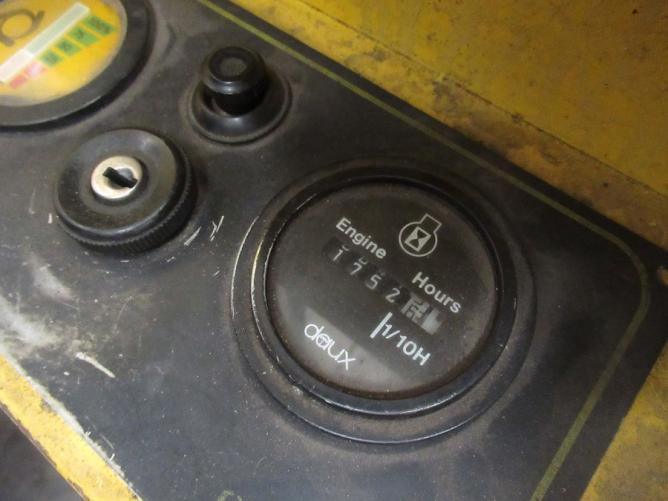 Engine Hours
1752
1/10H
daux